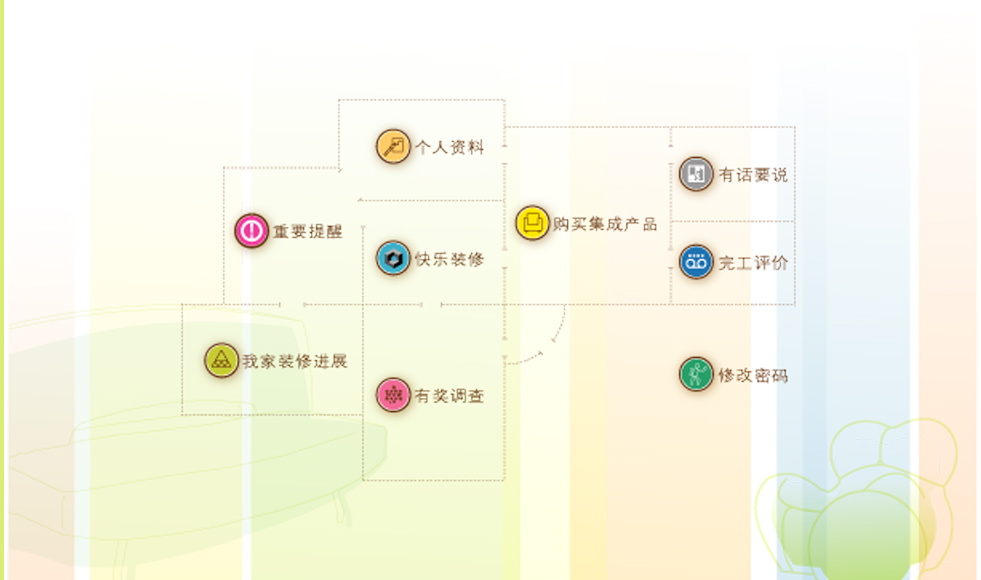 个人资料
有话要说
购买集成产品
重要提醒
快乐装修
完工评价
我家装修进展
修改密码
有奖调查